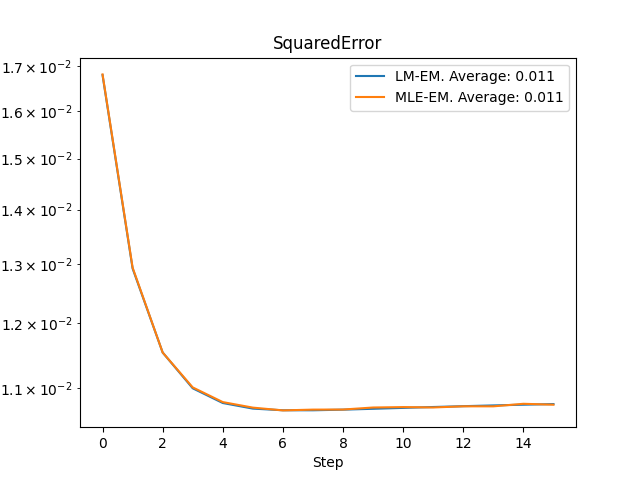 SquaredError
LM-EM. Average: 0.011
MLE-EM. Average: 0.011
1.7 × 10⁻²
1.6 × 10⁻²
1.5 × 10⁻²
1.4 × 10⁻²
1.3 × 10⁻²
1.2 × 10⁻²
1.1 × 10⁻²
0 2 4 6 8 10 12 14
Step